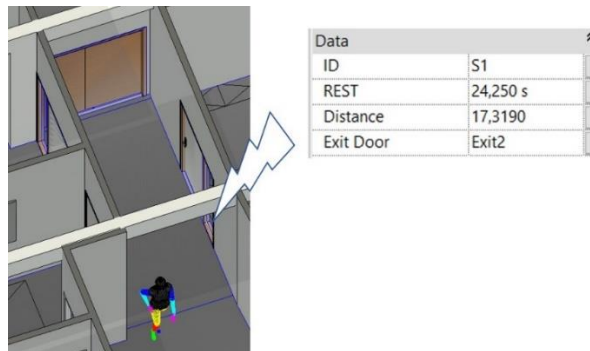 Data
ID S1
REST 24,250 s
Distance 17,3190
Exit Door Exit2